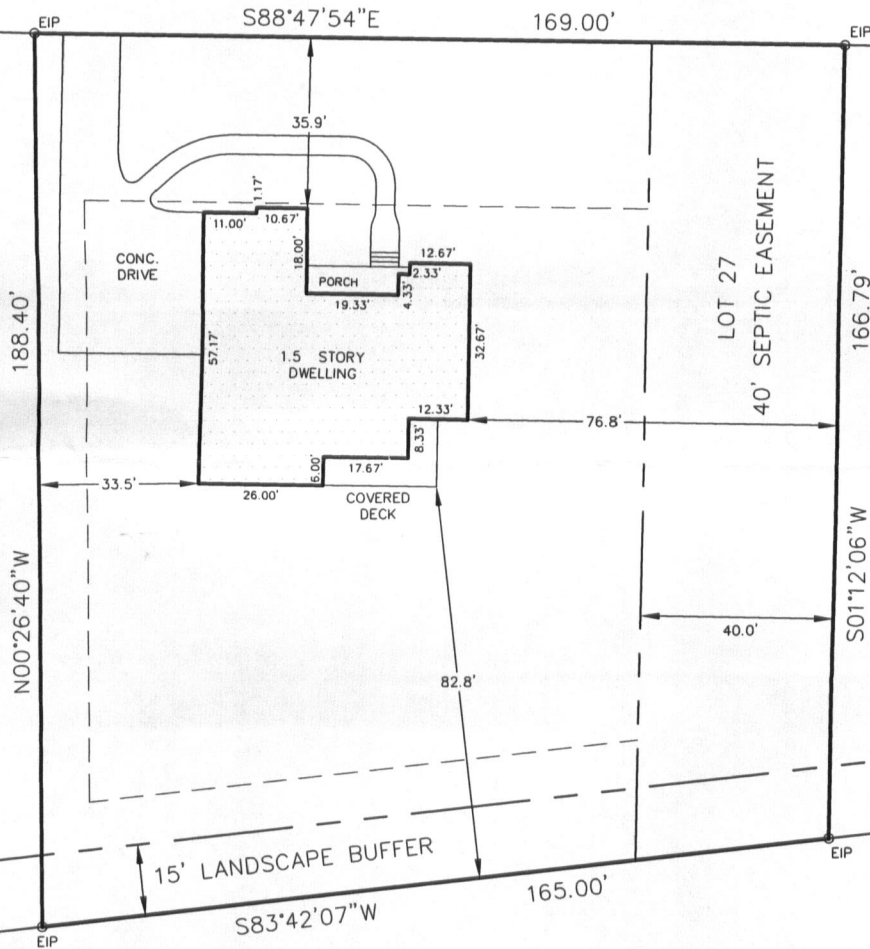 EIP
S88°47'54"E
169.00'
EIP
35.9'
1.17'
11.00'
10.67'
18.00'
12.67'
2.33'
PORCH
19.33'
4.33'
CONC.
DRIVE
57.17'
1.5 STORY
DWELLING
32.67'
12.33'
8.33'
76.8'
17.67'
6.00'
33.5'
26.00'
COVERED
DECK
LOT 27
40' SEPTIC EASEMENT
188.40'
N00°26'40"W
166.79'
S01°12'06"W
40.0'
82.8'
15' LANDSCAPE BUFFER
S83°42'07"W
165.00'
EIP
EIP